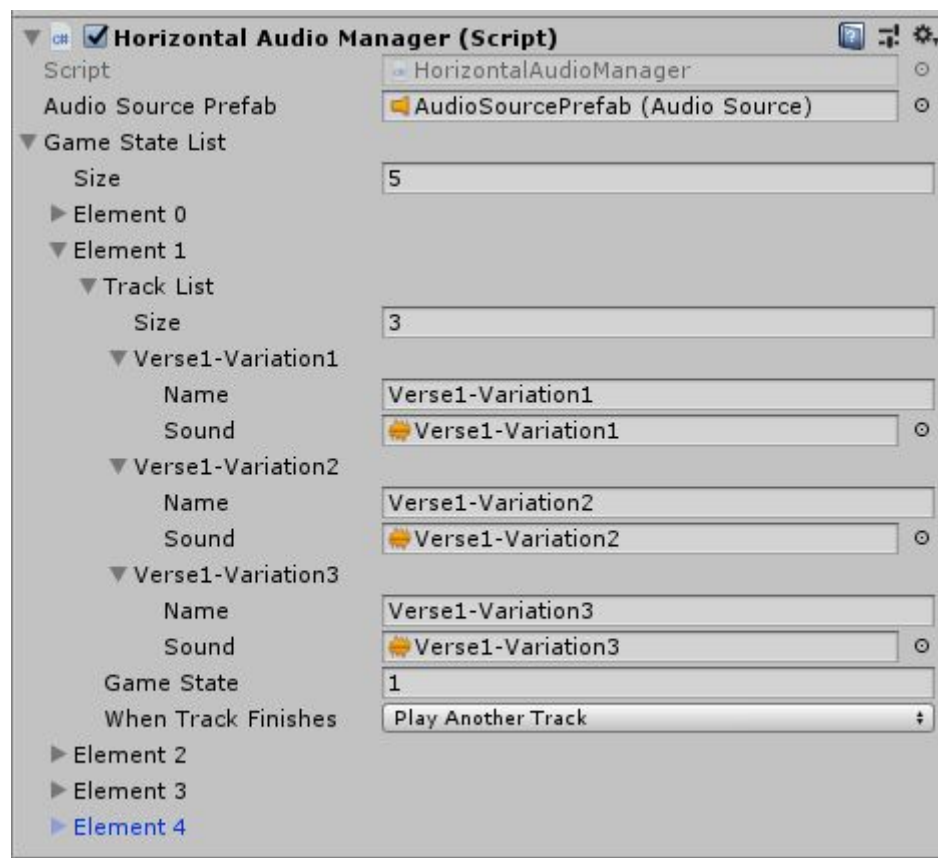 Horizontal Audio Manager (Script)
Script HorizontalAudioManager
Audio Source Prefab AudioSourcePrefab (Audio Source)
Game State List
Size 5
Element 0
Element 1
Track List
Size 3
Verse1-Variation1
Name Verse1-Variation1
Sound Verse1-Variation1
Verse1-Variation2
Name Verse1-Variation2
Sound Verse1-Variation2
Verse1-Variation3
Name Verse1-Variation3
Sound Verse1-Variation3
Game State 1
When Track Finishes Play Another Track
Element 2
Element 3
Element 4